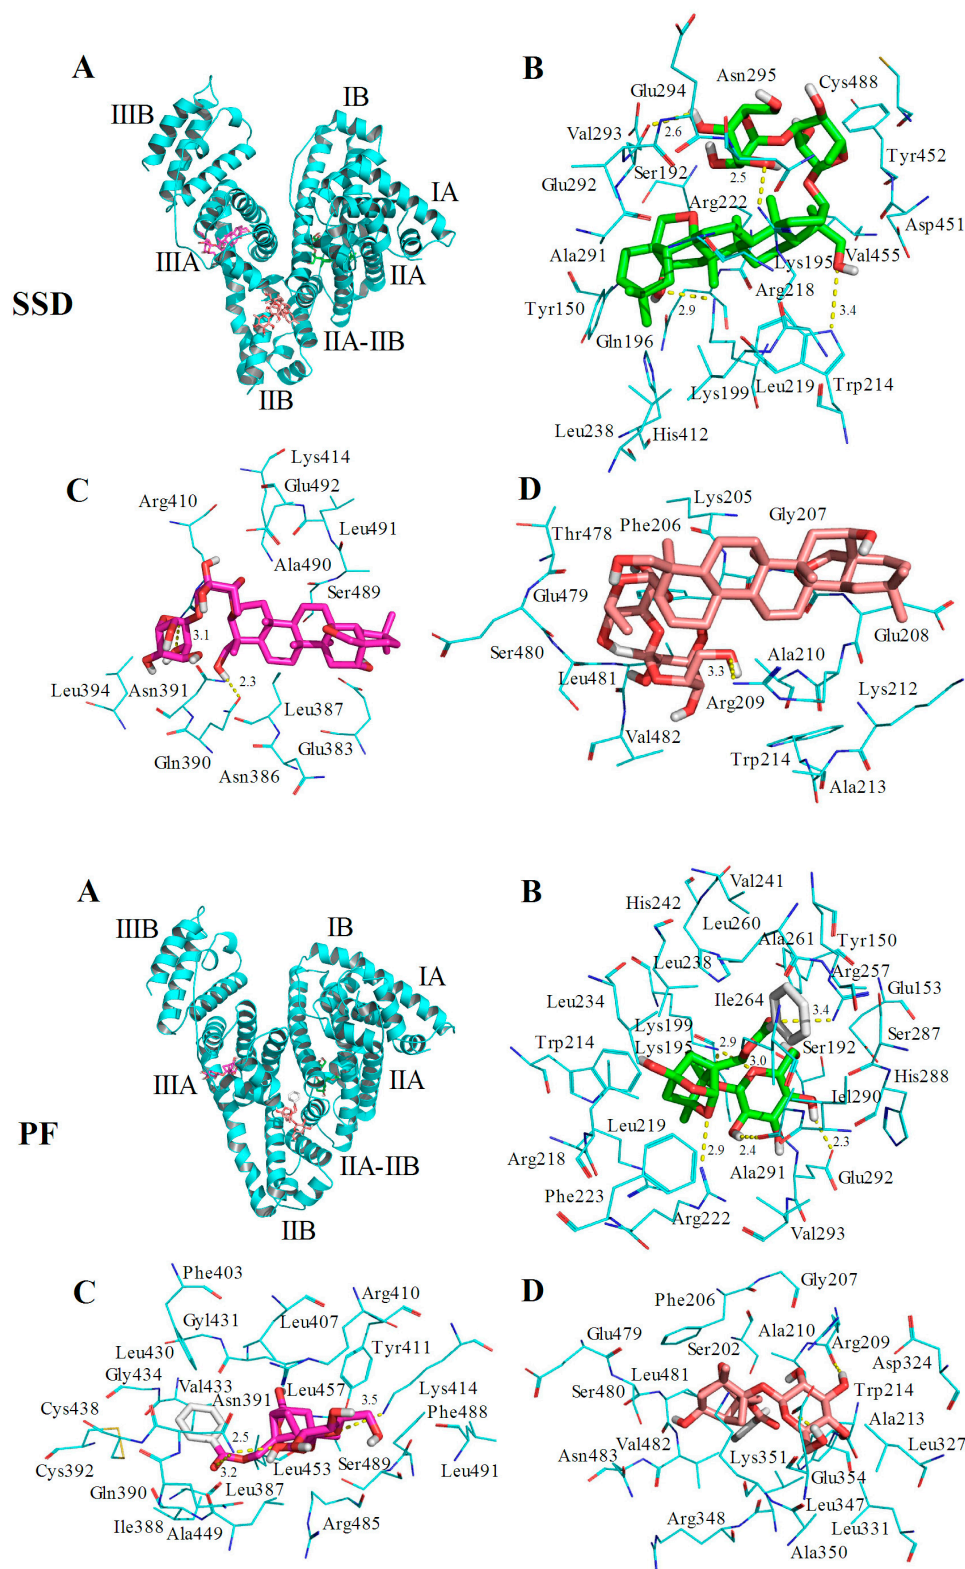 A
B
IIIB
IB
IA
IIIA
IIA
SSD
IIA-IIB
IIB
Asn295
Cys488
Glu294
Val293
2.6
Tyr452
Ser192
2.5
Glu292
Arg222
Asp451
Ala291
Lys195
Val455
Arg218
Tyr150
2.9
3.4
Gln196
Lys199
Leu219
Trp214
Leu238
His412
C
D
Lys414
Glu492
Arg410
Leu491
Ala490
Ser489
3.1
Leu394
Asn391
2.3
Leu387
Gln390
Glu383
Asn386
Lys205
Phe206
Gly207
Thr478
Glu479
Glu208
Ser480
Leu481
3.3
Ala210
Arg209
Lys212
Val482
Trp214
Ala213
A
B
IIIB
IB
IA
IIIA
IIA
PF
IIA-IIB
IIB
Val241
His242
Leu260
Ala261
Tyr150
Leu238
Arg257
Glu153
Leu234
Ile264
3.4
Lys199
Ser287
Trp214
Lys195
2.9
3.0
Ser192
His288
Iel290
Leu219
2.3
2.9
2.4
Arg218
Ala291
Glu292
Phe223
Arg222
Val293
C
D
Phe403
Arg410
Gyl431
Leu407
Leu430
Tyr411
Gly434
Val433
Asn391
Leu457
3.5
Lys414
Cys438
Phe488
2.5
Cys392
3.2
Leu453
Ser489
Leu491
Gln390
Leu387
Ile388
Ala449
Arg485
Gly207
Phe206
Glu479
Ala210
Arg209
Ser202
Asp324
Leu481
Ser480
Trp214
Ala213
Val482
Asn483
Lys351
Leu327
Glu354
Leu347
Arg348
Leu331
Ala350